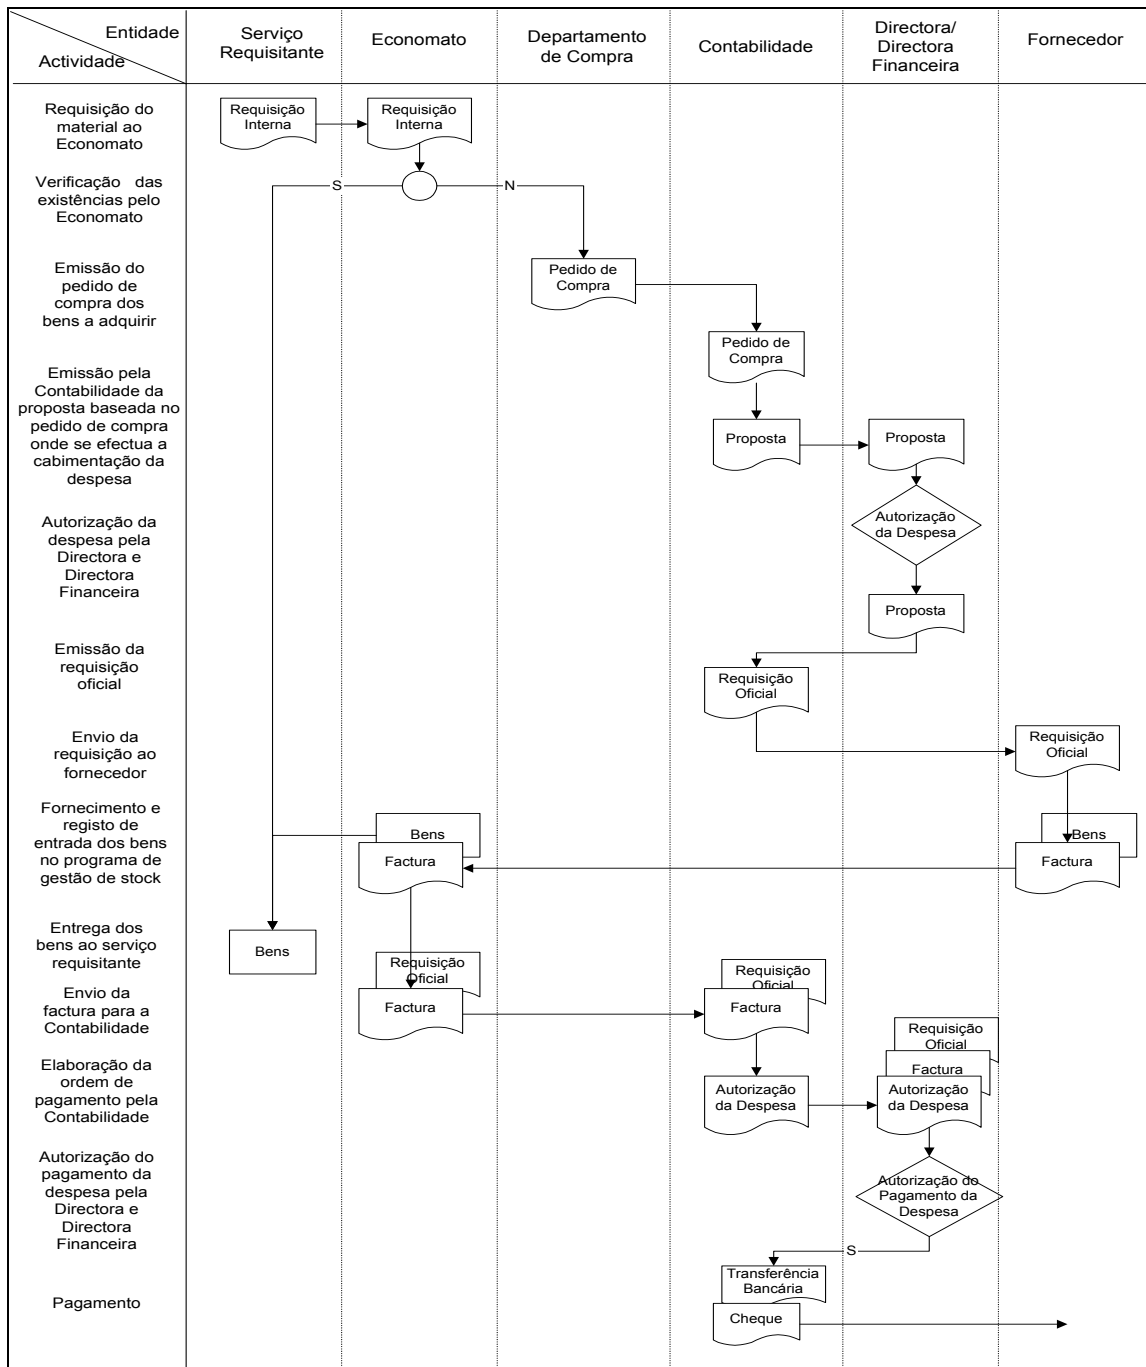 Entidade
Actividade
Serviço
Requisitante
Economato
Departamento
de Compra
Contabilidade
Directora/
Directora
Financeira
Fornecedor
Requisição do
material ao
Economato
Requisição
Interna
Requisição
Interna
Verificação das
existências pelo
Economato
S
N
Emissão do
pedido de
compra dos
bens a adquirir
Pedido de
Compra
Pedido de
Compra
Emissão pela
Contabilidade da
proposta baseada no
pedido de compra
onde se efectua a
cabimentação da
despesa
Proposta
Proposta
Autorização da
despesa pela
Directora e
Directora
Financeira
Autorização
da Despesa
Proposta
Emissão da
requisição
oficial
Requisição
Oficial
Envio da
requisição ao
fornecedor
Requisição
Oficial
Fornecimento e
registo de
entrada dos bens
no programa de
gestão de stock
Bens
Factura
Bens
Factura
Entrega dos
bens ao serviço
requisitante
Bens
Envio da
factura para a
Contabilidade
Requisição
Oficial
Factura
Requisição
Oficial
Factura
Elaboração da
ordem de
pagamento pela
Contabilidade
Autorização
da Despesa
Requisição
Oficial
Factura
Autorização
da Despesa
Autorização do
pagamento da
despesa pela
Directora e
Directora
Financeira
Autorização do
Pagamento da
Despesa
S
Pagamento
Transferência
Bancária
Cheque